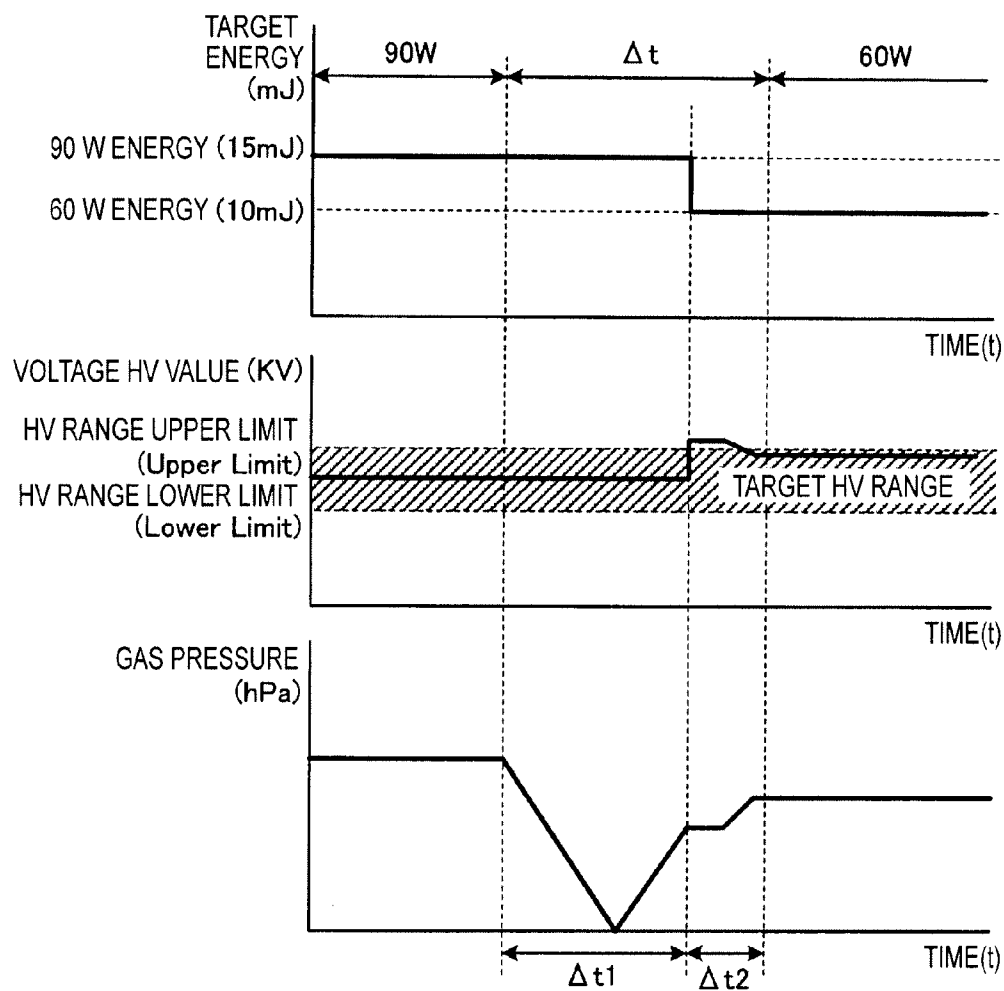 TARGET
ENERGY
(mJ)
90W
Δt
60W
90 W ENERGY (15mJ)
60 W ENERGY (10mJ)
TIME(t)
VOLTAGE HV VALUE (KV)
HV RANGE UPPER LIMIT
(Upper Limit)
HV RANGE LOWER LIMIT
(Lower Limit)
TARGET HV RANGE
TIME(t)
GAS PRESSURE
(hPa)
TIME(t)
Δt1
Δt2